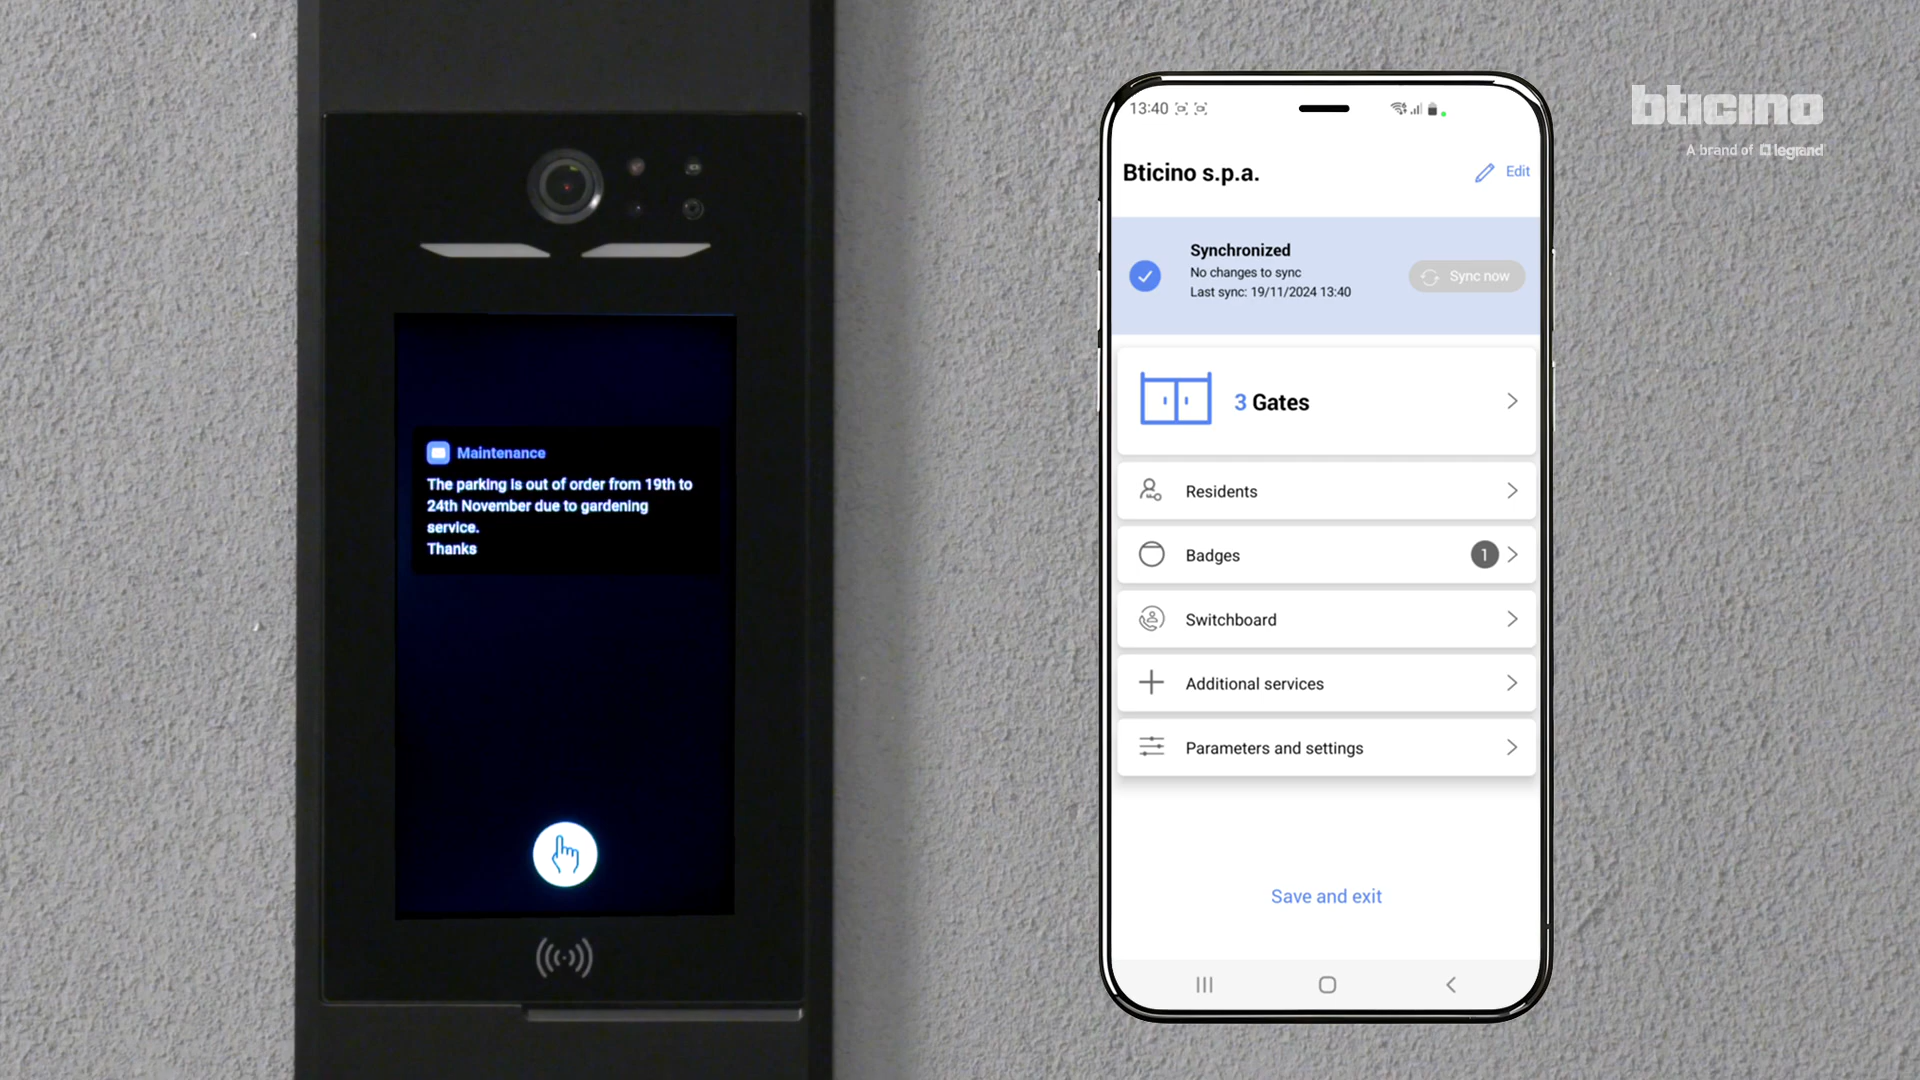 Maintenance
The parking is out of order from 19th to
24th November due to gardening
service.
Thanks
13:40
Bticino s.p.a.
Edit
Synchronized
No changes to sync
Last sync: 19/11/2024 13:40
Sync now
3 Gates
Residents
Badges
1
Switchboard
Additional services
Parameters and settings
Save and exit
bticino
A brand of legrand